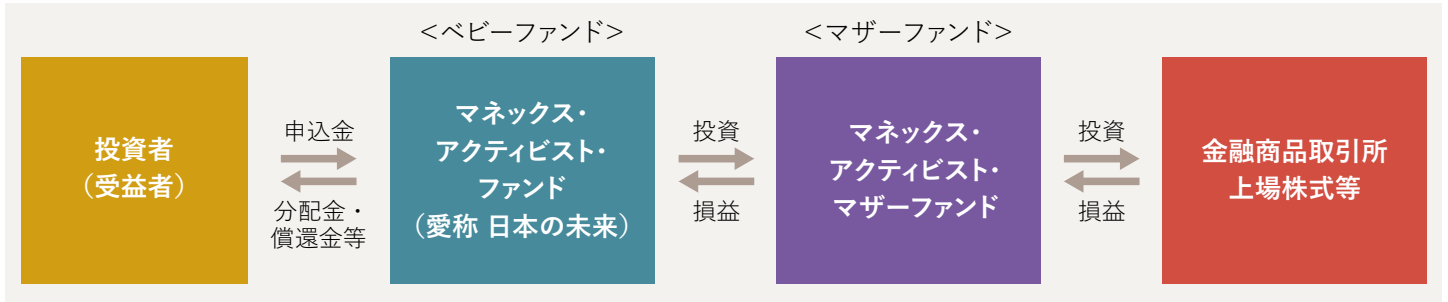 ＜ベビーファンド＞
＜マザーファンド＞
投資者
（受益者）
申込金
分配金・
償還金等
マネックス・
アクティビスト・
ファンド
（愛称 日本の未来）
投資
損益
マネックス・
アクティビスト・
マザーファンド
投資
損益
金融商品取引所
上場株式等